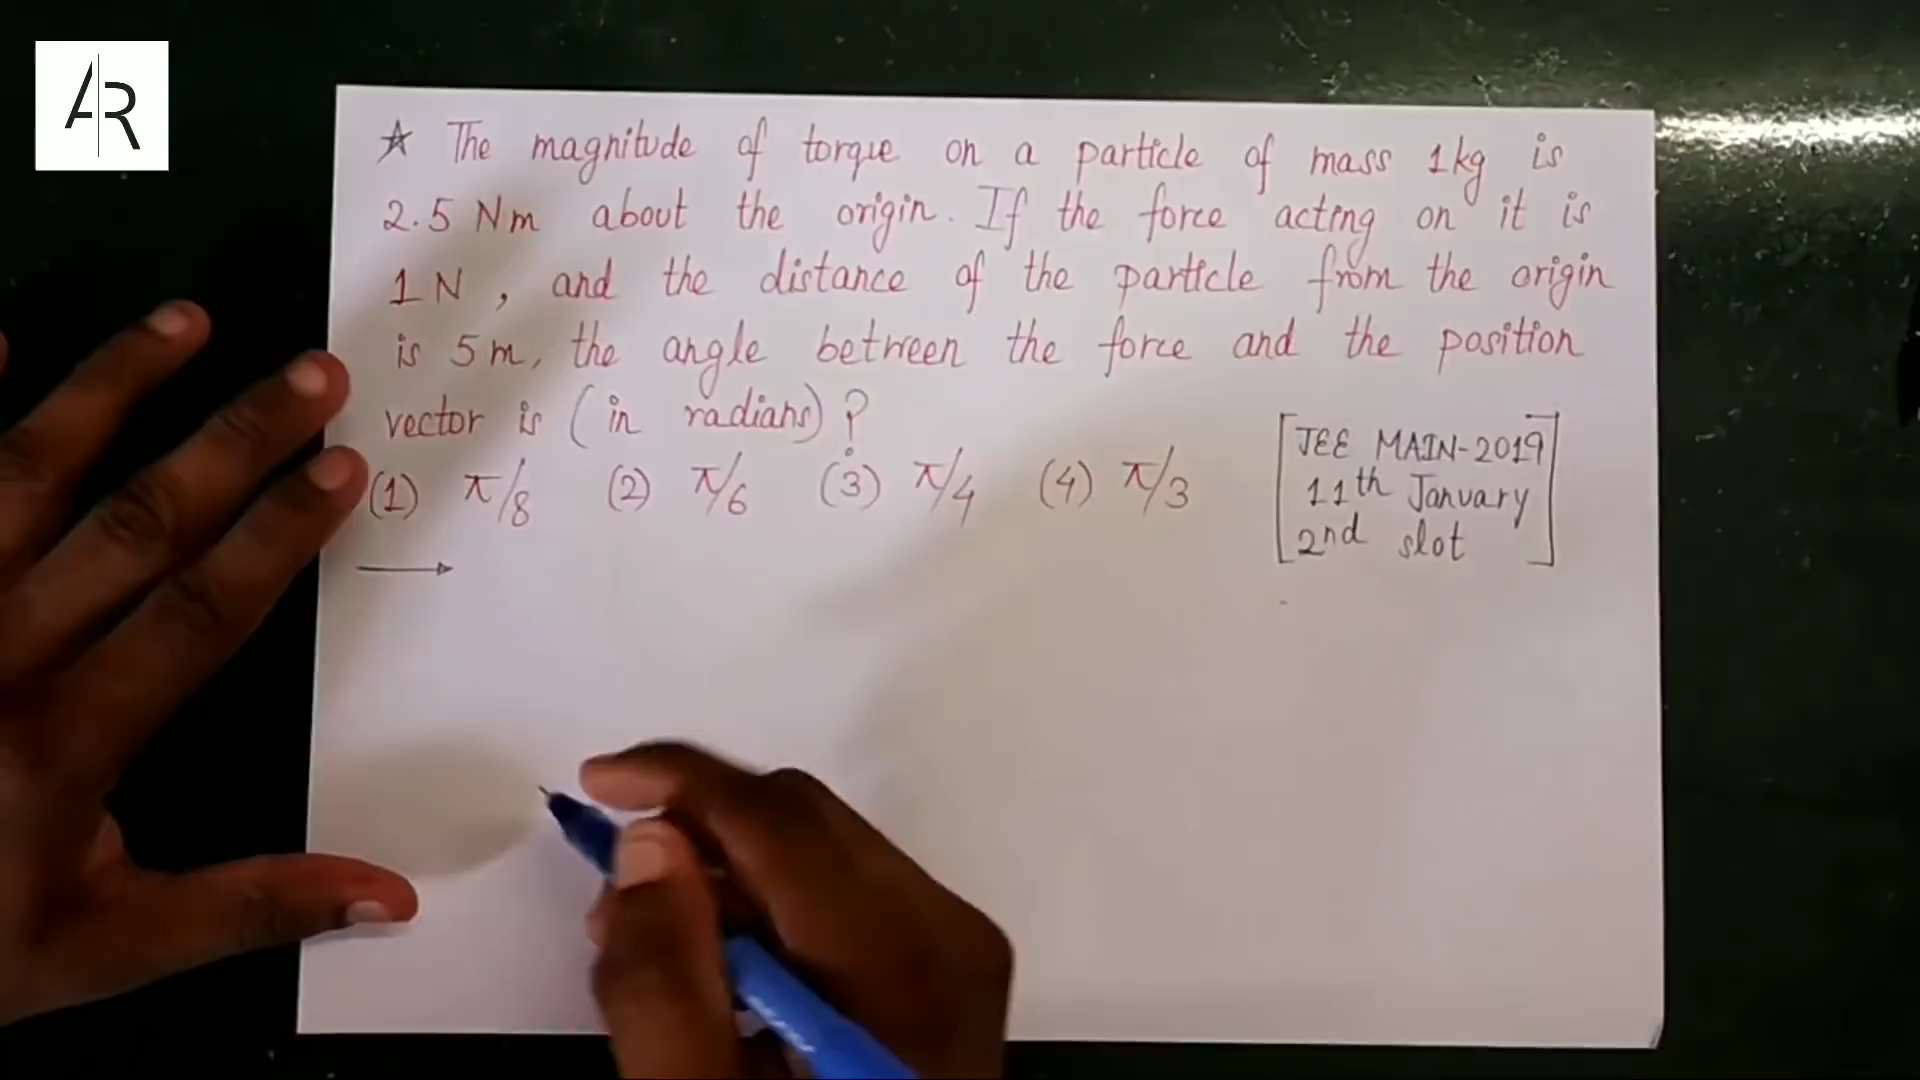 AR
☆ The magnitude of torque on a particle of mass 1kg is
2.5 Nm about the origin. If the force acting on it is
1 N , and the distance of the particle from the origin
is 5 m, the angle between the force and the position
vector is (in radians)?
(1) π/8 (2) π/6 (3) π/4 (4) π/3
[JEE MAIN-2019
11th January
2nd slot]